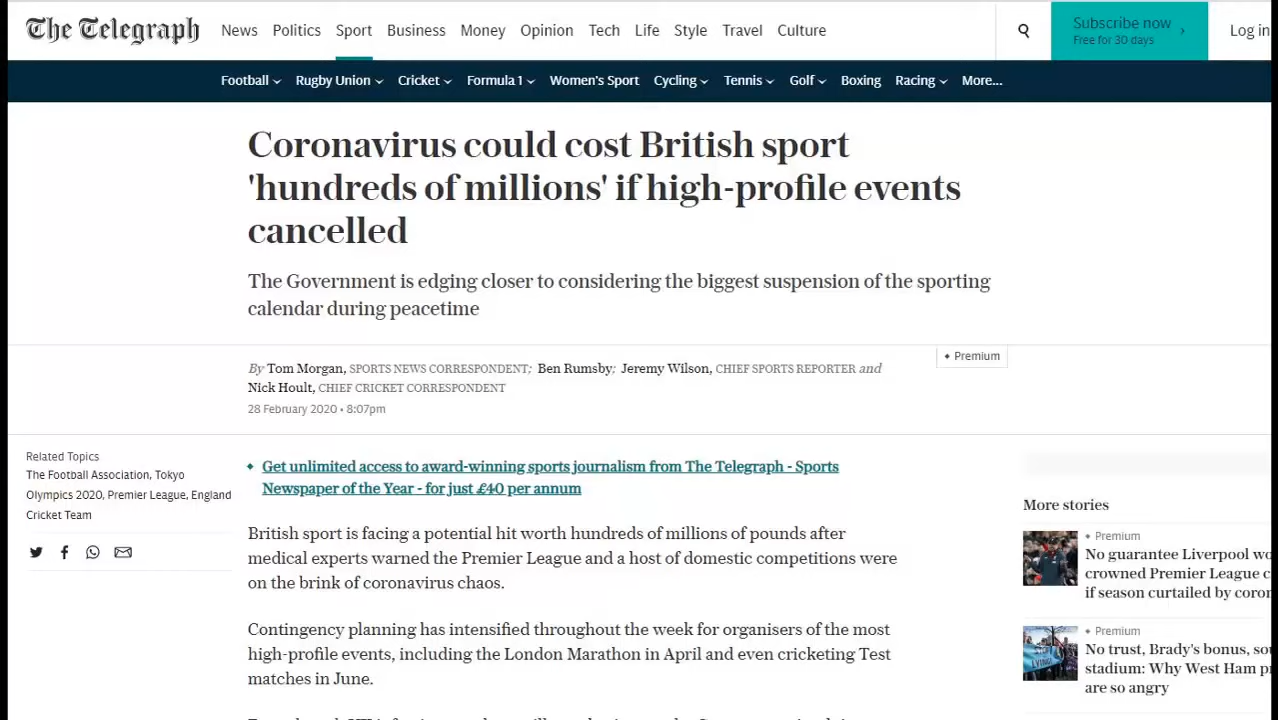 The Telegraph
News Politics Sport Business Money Opinion Tech Life Style Travel Culture
Subscribe now
Free for 30 days
Log in
Football Rugby Union Cricket Formula 1 Women's Sport Cycling Tennis Golf Boxing Racing More...
Coronavirus could cost British sport
'hundreds of millions' if high-profile events
cancelled
The Government is edging closer to considering the biggest suspension of the sporting
calendar during peacetime
By Tom Morgan, SPORTS NEWS CORRESPONDENT; Ben Rumsby; Jeremy Wilson, CHIEF SPORTS REPORTER and
Nick Hoult, CHIEF CRICKET CORRESPONDENT
28 February 2020 • 8:07pm
Premium
Related Topics
The Football Association, Tokyo
Olympics 2020, Premier League, England
Cricket Team
Get unlimited access to award-winning sports journalism from The Telegraph - Sports
Newspaper of the Year - for just £40 per annum
British sport is facing a potential hit worth hundreds of millions of pounds after
medical experts warned the Premier League and a host of domestic competitions were
on the brink of coronavirus chaos.
Contingency planning has intensified throughout the week for organisers of the most
high-profile events, including the London Marathon in April and even cricketing Test
matches in June.
More stories
Premium
No guarantee Liverpool wo
crowned Premier League c
if season curtailed by coron
Premium
No trust, Brady's bonus, sou
stadium: Why West Ham p
are so angry